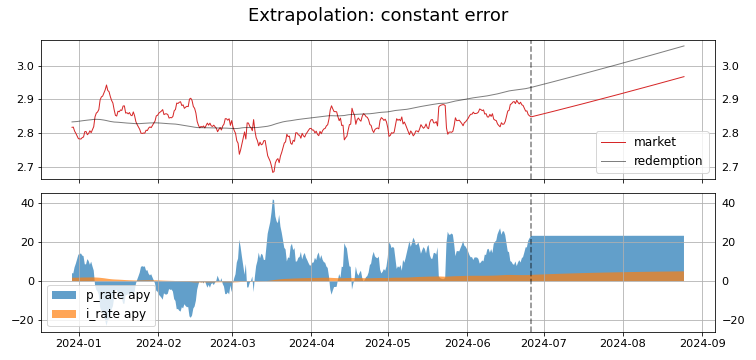 Extrapolation: constant error
3.0 3.0
2.9 2.9
2.8 2.8
2.7 2.7
market
redemption
40 40
20 20
0 0
−20 −20
p_rate apy
i_rate apy
2024-01 2024-02 2024-03 2024-04 2024-05 2024-06 2024-07 2024-08 2024-09